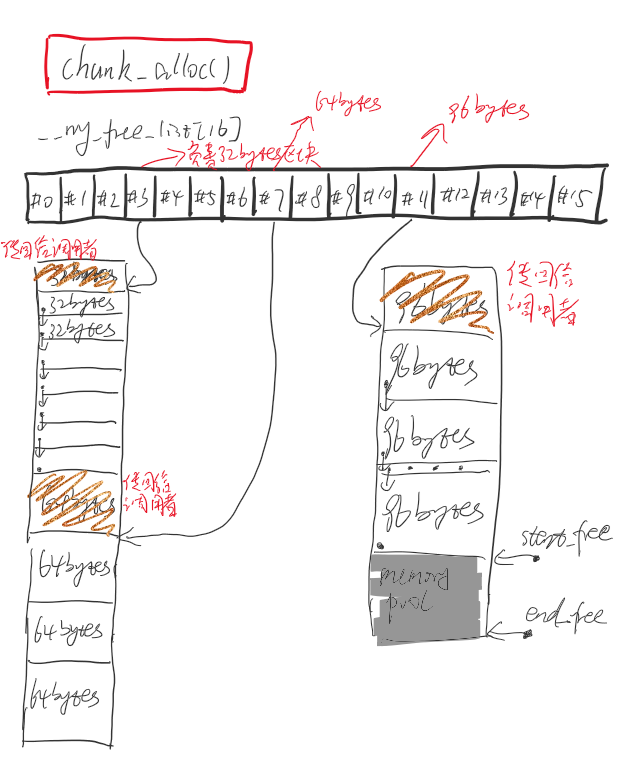 chunk_alloc()
__my_free_list[16]
64bytes
96bytes
负责32bytes区块
#0 #1 #2 #3 #4 #5 #6 #7 #8 #9 #10 #11 #12 #13 #14 #15
传回给调用者
32bytes
32bytes
32bytes
传回给
调用者
64bytes
64bytes
64bytes
64bytes
传回给
调用者
96bytes
96bytes
96bytes
96bytes
start_free
pool
end_free